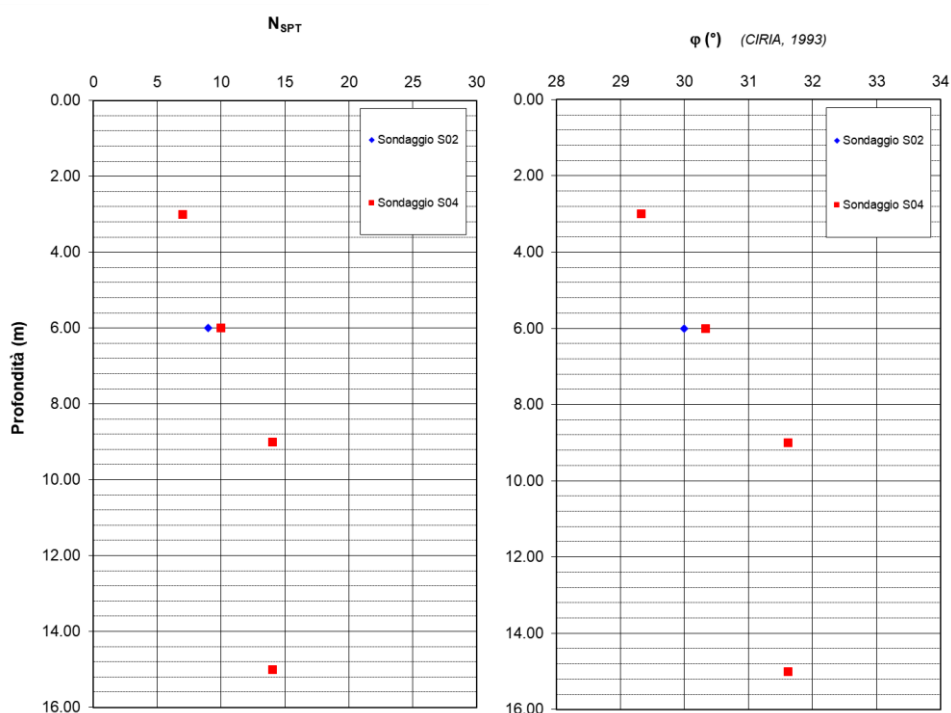 N_SPT
0 5 10 15 20 25 30
0.00
2.00
4.00
6.00
8.00
10.00
12.00
14.00
16.00
Profondità (m)
Sondaggio S02
Sondaggio S04
φ (°) (CIRIA, 1993)
28 29 30 31 32 33 34
0.00
2.00
4.00
6.00
8.00
10.00
12.00
14.00
16.00
Sondaggio S02
Sondaggio S04